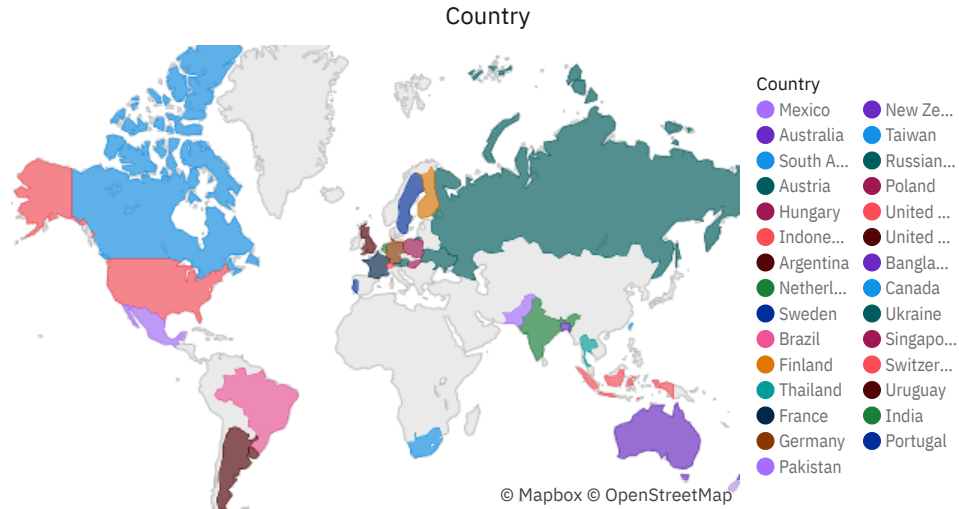 Country
Country
Mexico
Australia
South A...
Austria
Hungary
Indone...
Argentina
Netherl...
Sweden
Brazil
Finland
Thailand
France
Germany
Pakistan
New Ze...
Taiwan
Russian...
Poland
United ...
United ...
Bangla...
Canada
Ukraine
Singapo...
Switzer...
Uruguay
India
Portugal
© Mapbox © OpenStreetMap